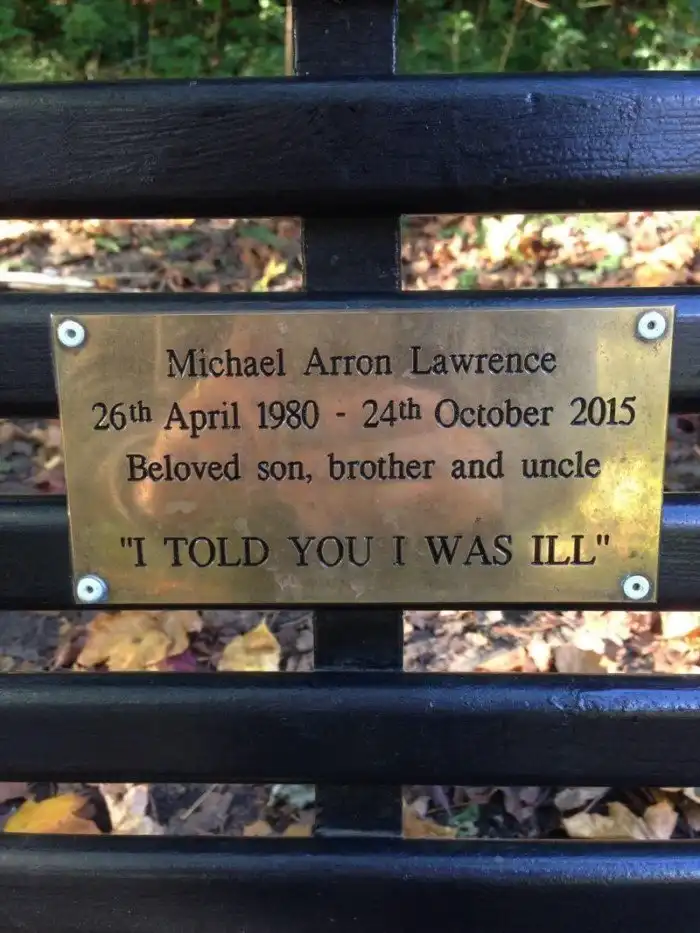 Michael Arron Lawrence
26th April 1980 - 24th October 2015
Beloved son, brother and uncle
"I TOLD YOU I WAS ILL"